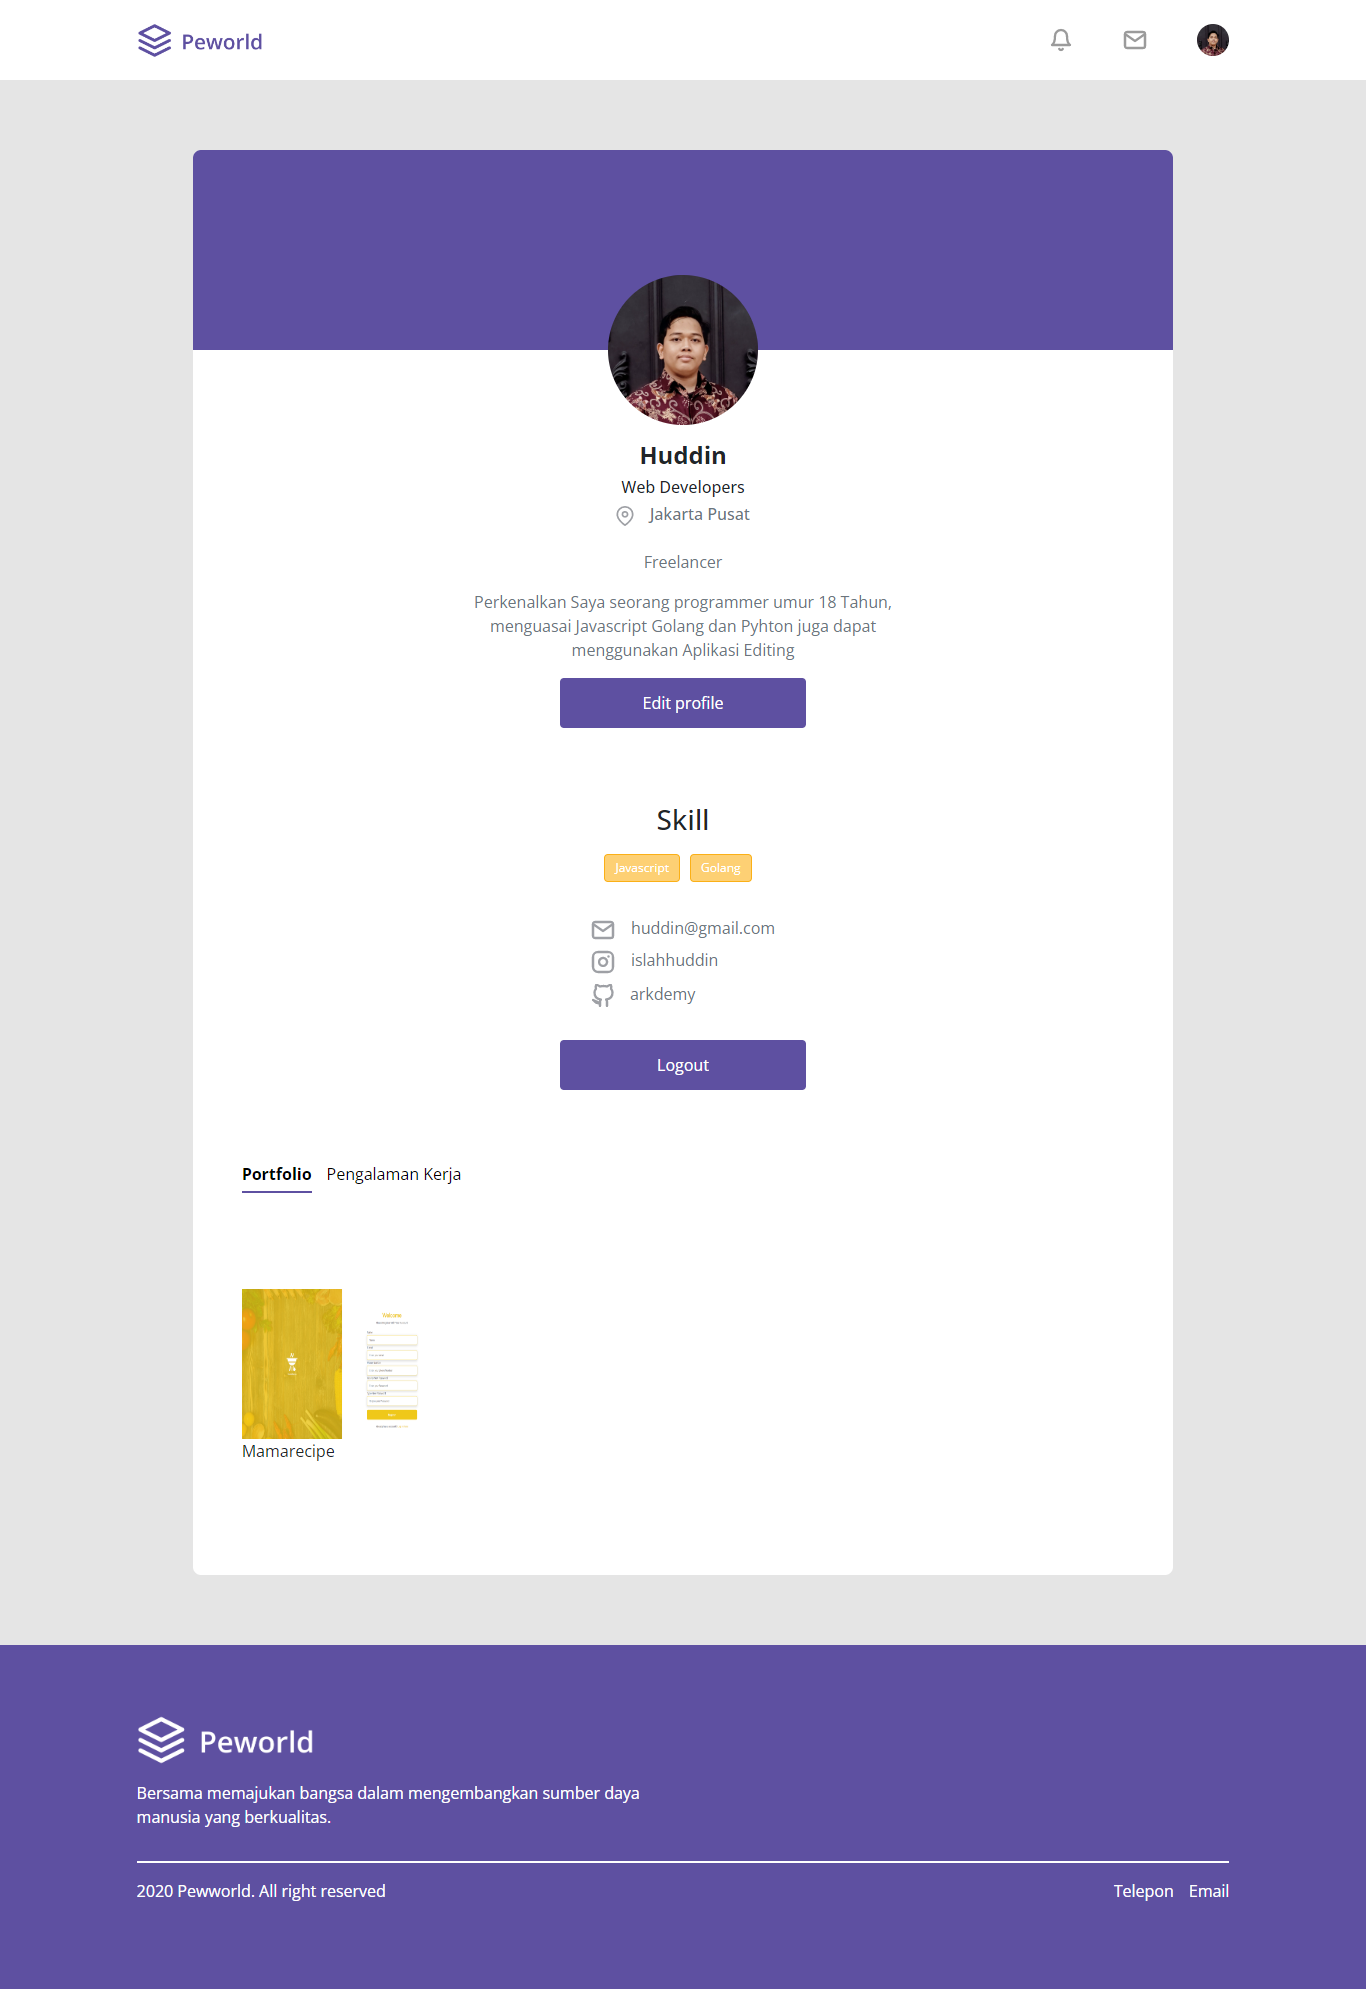 Peworld
Huddin
Web Developers
Jakarta Pusat
Freelancer
Perkenalkan Saya seorang programmer umur 18 Tahun,
menguasai Javascript Golang dan Pyhton juga dapat
menggunakan Aplikasi Editing
Edit profile
Skill
Javascript Golang
huddin@gmail.com
islahhuddin
arkdemy
Logout
Portfolio Pengalaman Kerja
Welcome
Mamarecipe
Peworld
Bersama memajukan bangsa dalam mengembangkan sumber daya
manusia yang berkualitas.
2020 Pewworld. All right reserved
Telepon Email